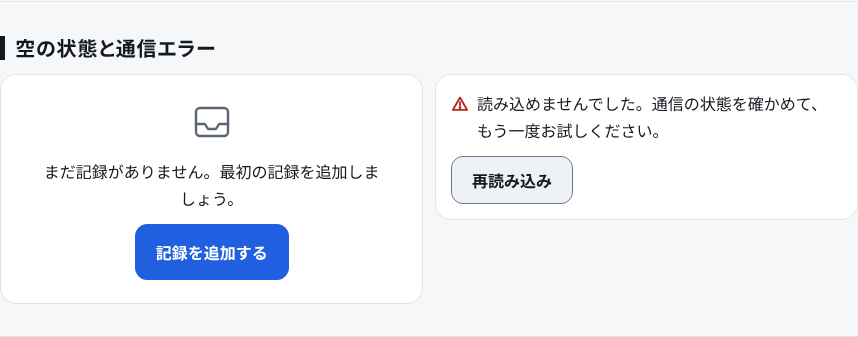 空の状態と通信エラー
まだ記録がありません。最初の記録を追加しま
しょう。
記録を追加する
読み込めませんでした。通信の状態を確かめて、
もう一度お試しください。
再読み込み